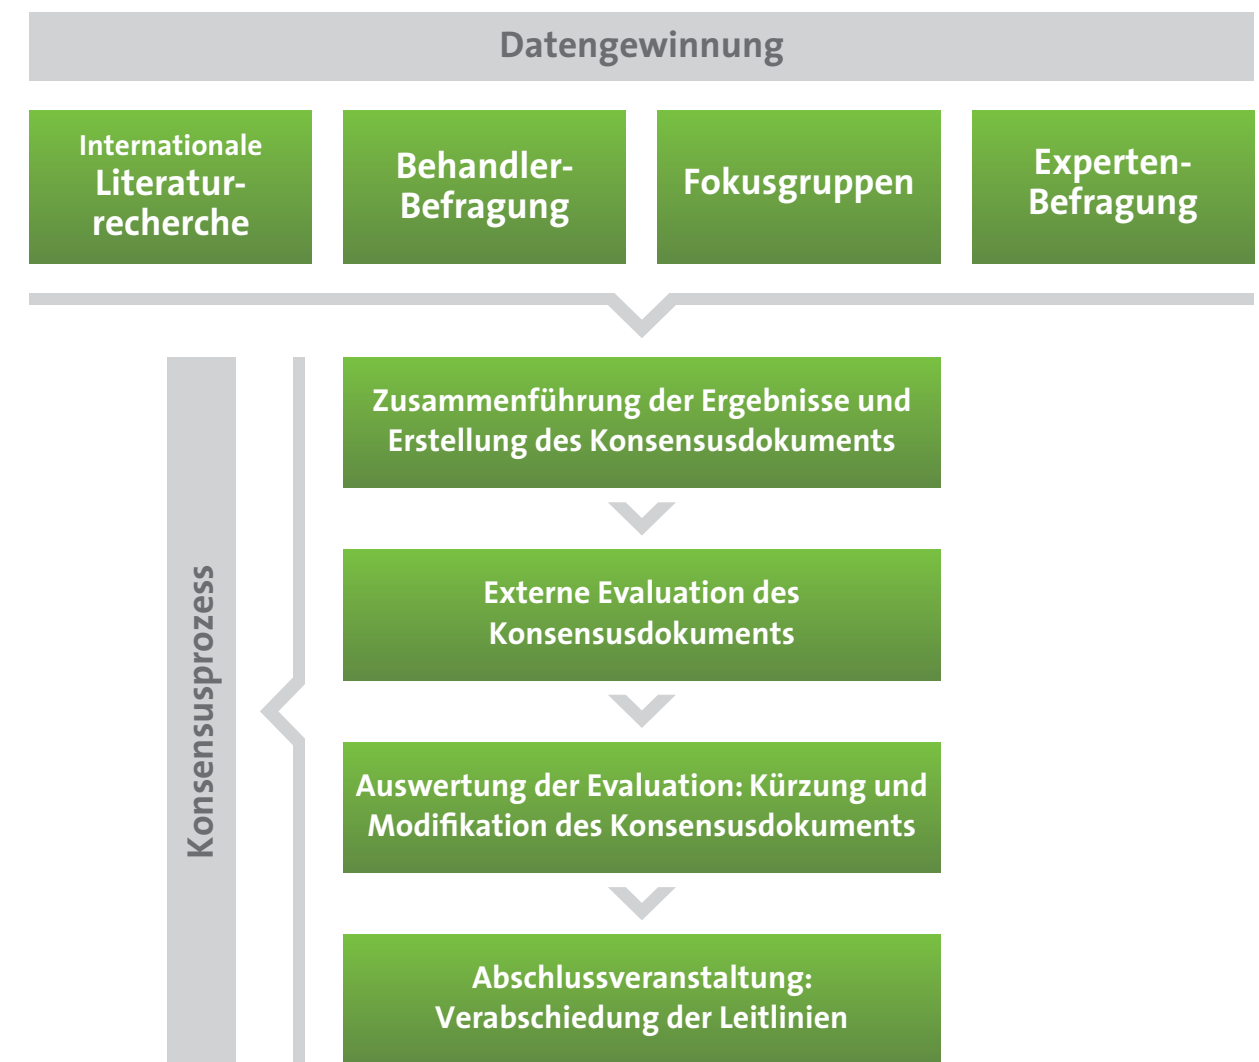 Datengewinnung
Internationale
Literatur-
recherche
Behandler-
Befragung
Fokusgruppen
Experten-
Befragung
Konsensusprozess
Zusammenführung der Ergebnisse und
Erstellung des Konsensusdokuments
Externe Evaluation des
Konsensusdokuments
Auswertung der Evaluation: Kürzung und
Modifikation des Konsensusdokuments
Abschlussveranstaltung:
Verabschiedung der Leitlinien